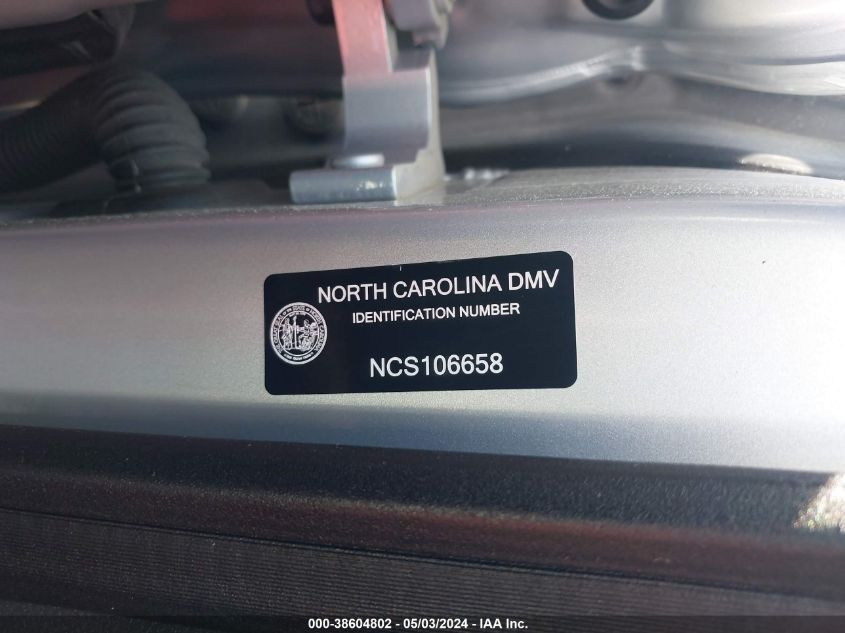 NORTH CAROLINA DMV
IDENTIFICATION NUMBER
NCS106658
000-38604802 - 05/03/2024 - IAA Inc.